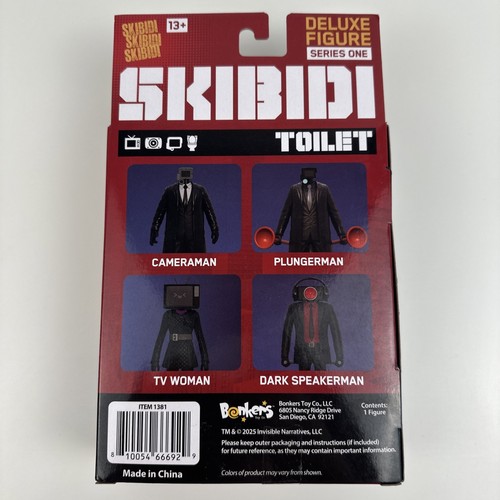 SKIBIDI
SKIBIDI
SKIBIDI
13+
DELUXE
FIGURE
SERIES ONE
SKIBIDI
TOILET
CAMERAMAN
PLUNGERMAN
TV WOMAN
DARK SPEAKERMAN
ITEM 1381
8 10054 66692 9
Made in China
Bonkers
Bonkers Toy Co., LLC
6805 Nancy Ridge Drive
San Diego, CA 92121
Contents:
1 Figure
TM & © 2025 Invisible Narratives, LLC
Please keep outer packaging and instructions (if included)
for future reference, as they may contain important information.
Colors of product may vary from shown.